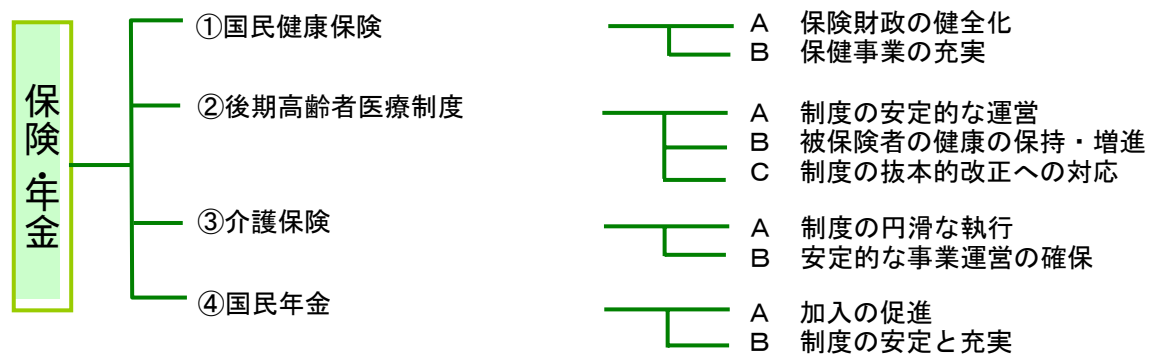 保険・年金
①国民健康保険
A 保険財政の健全化
B 保健事業の充実
②後期高齢者医療制度
A 制度の安定的な運営
B 被保険者の健康の保持・増進
C 制度の抜本的改正への対応
③介護保険
A 制度の円滑な執行
B 安定的な事業運営の確保
④国民年金
A 加入の促進
B 制度の安定と充実